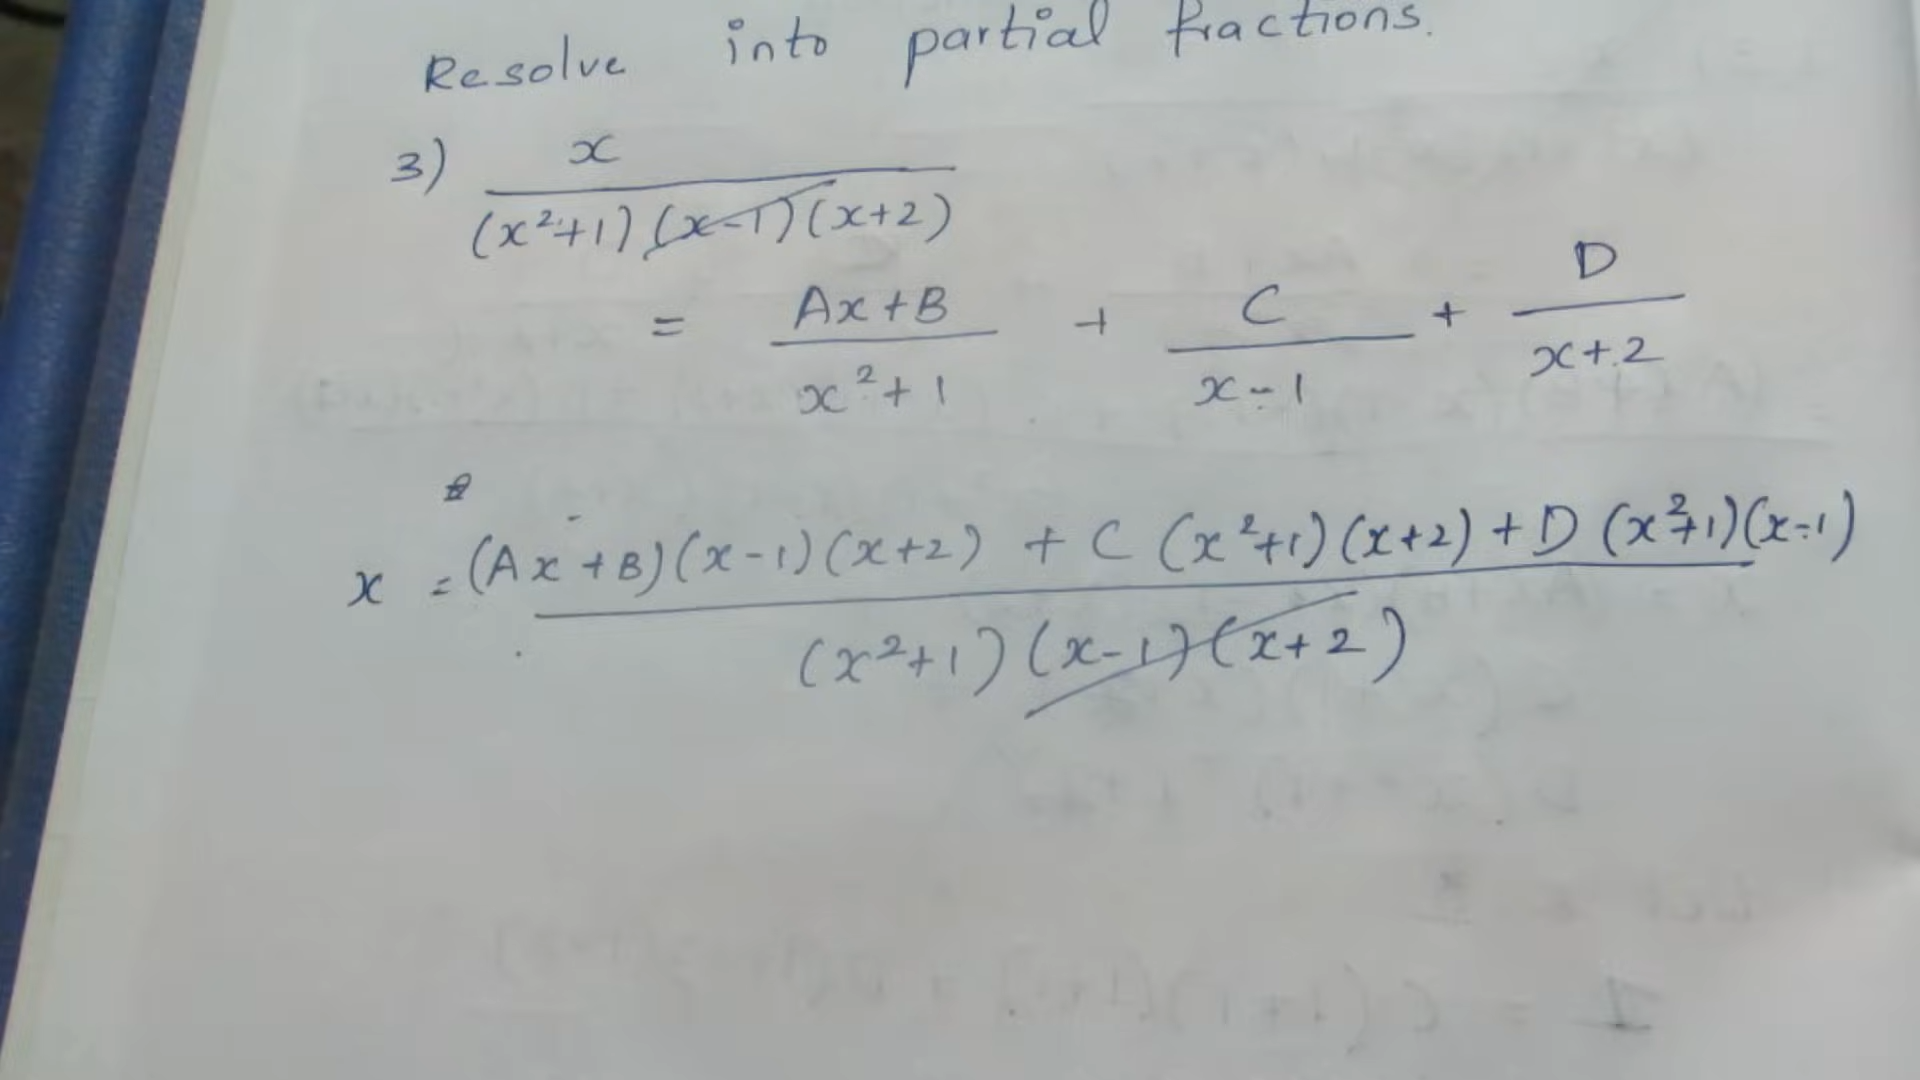 Resolve into partial fractions.
3) x
(x²+1) (x-1) (x+2)
= Ax+B + C + D
x²+1 x-1 x+2
x = (Ax+B)(x-1)(x+2) + C (x²+1)(x+2) + D (x²+1)(x-1)
(x²+1) (x-1) (x+2)